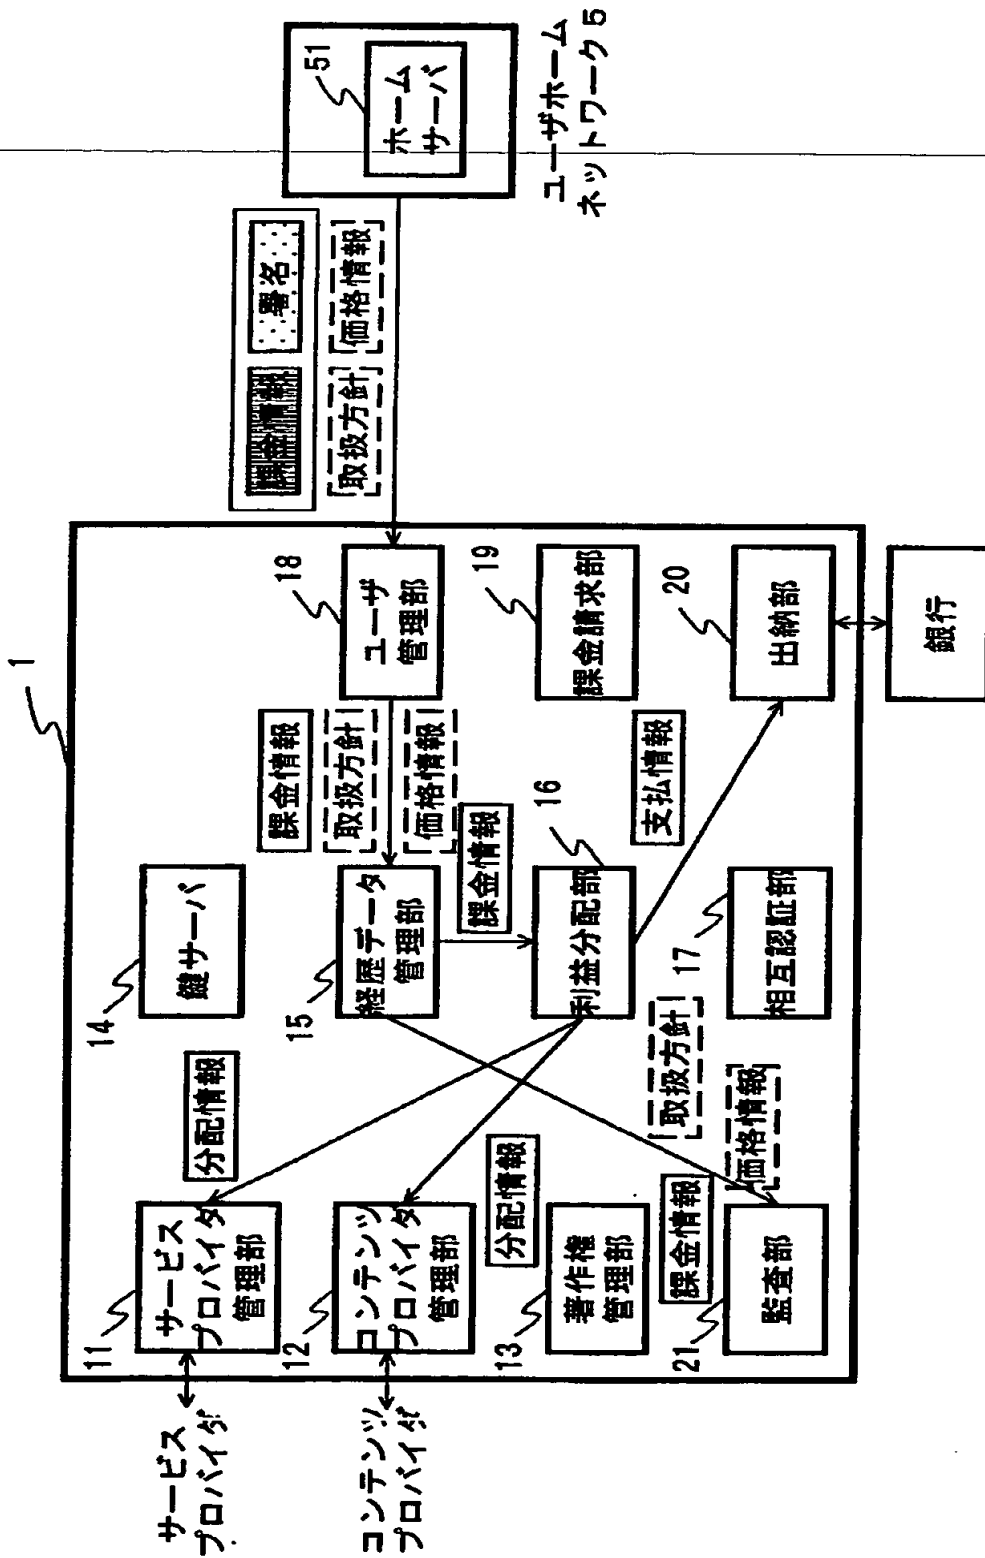 サービス
プロバイダ
コンテンツ
プロバイダ
1
11
サービス
プロバイダ
管理部
12
コンテンツ
プロバイダ
管理部
13
著作権
管理部
21
監査部
分配情報
分配情報
課金情報
取扱方針
価格情報
14
鍵サーバ
15
経歴データ
管理部
16
利益分配部
17
相互認証部
課金情報
取扱方針
価格情報
課金情報
支払情報
18
ユーザ
管理部
19
課金請求部
20
出納部
銀行
課金情報
署名
取扱方針
価格情報
51
ホーム
サーバ
ユーザホーム
ネットワーク5